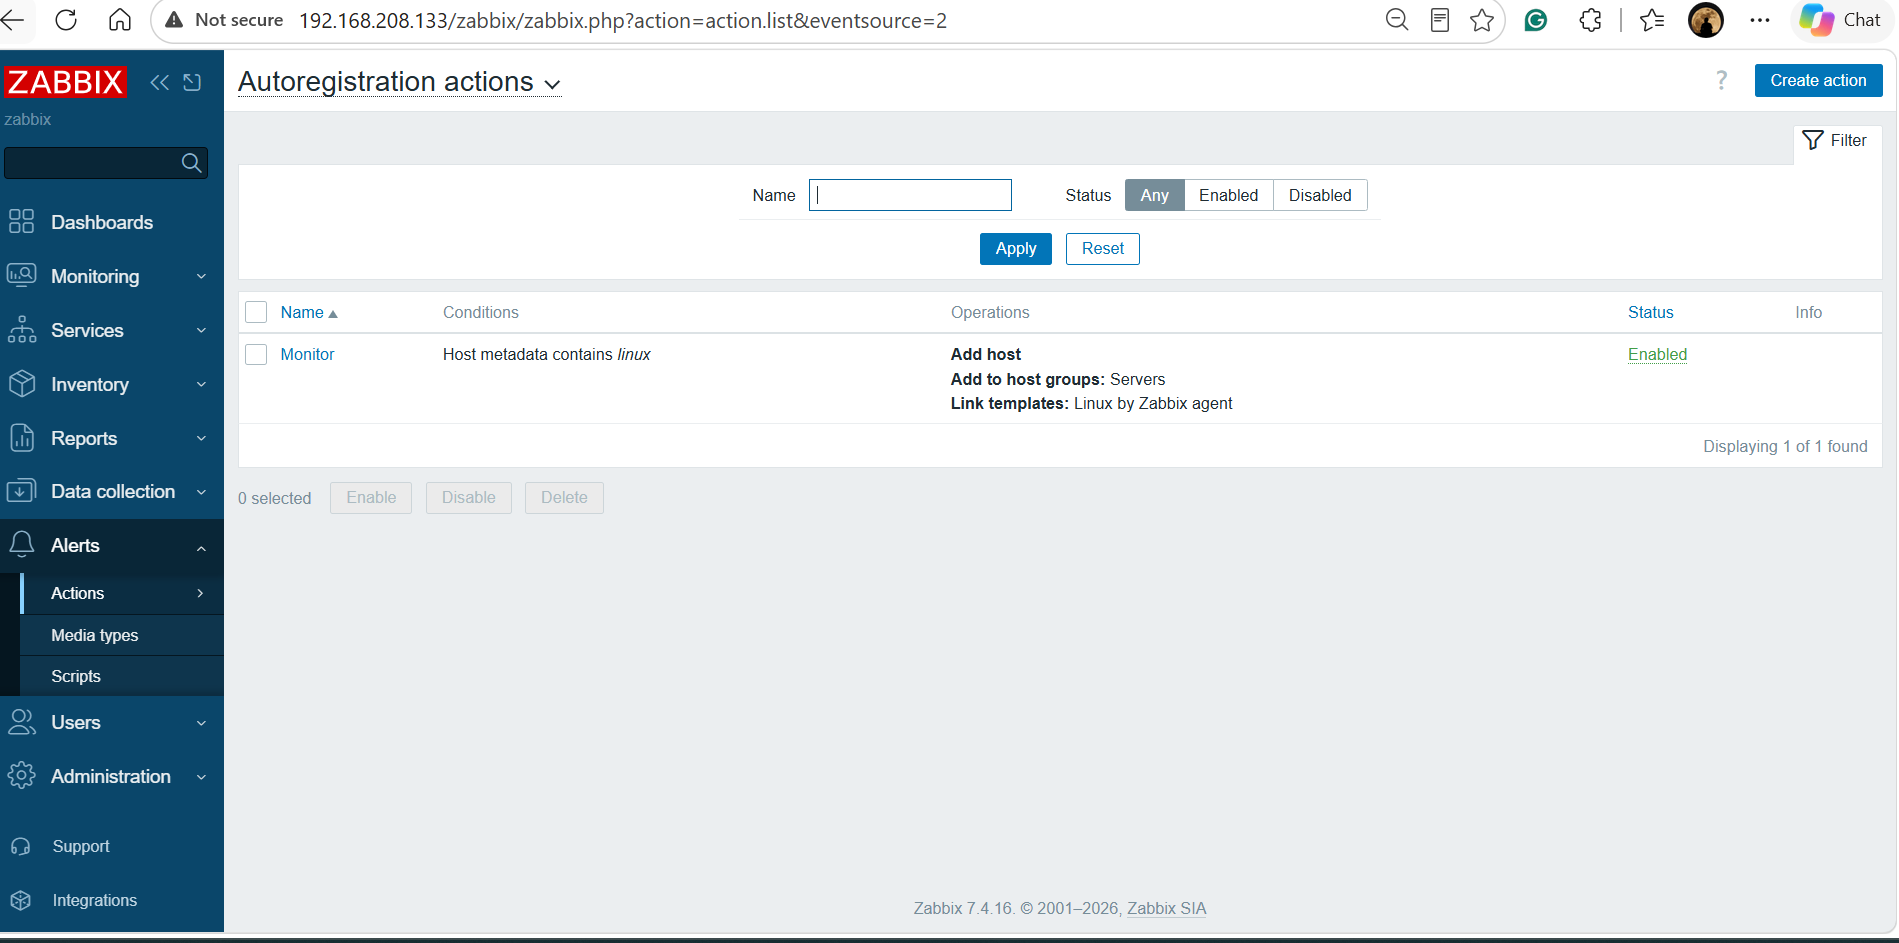 Not secure 192.168.208.133/zabbix/zabbix.php?action=action.list&eventsource=2 Chat
ZABBIX
zabbix
Dashboards
Monitoring
Services
Inventory
Reports
Data collection
Alerts
Actions
Media types
Scripts
Users
Administration
Support
Integrations
Autoregistration actions
? Create action
Filter
Name Status Any Enabled Disabled
Apply Reset
Name Conditions Operations Status Info
Monitor Host metadata contains linux Add host Enabled
Add to host groups: Servers
Link templates: Linux by Zabbix agent
Displaying 1 of 1 found
0 selected Enable Disable Delete
Zabbix 7.4.16. © 2001–2026, Zabbix SIA